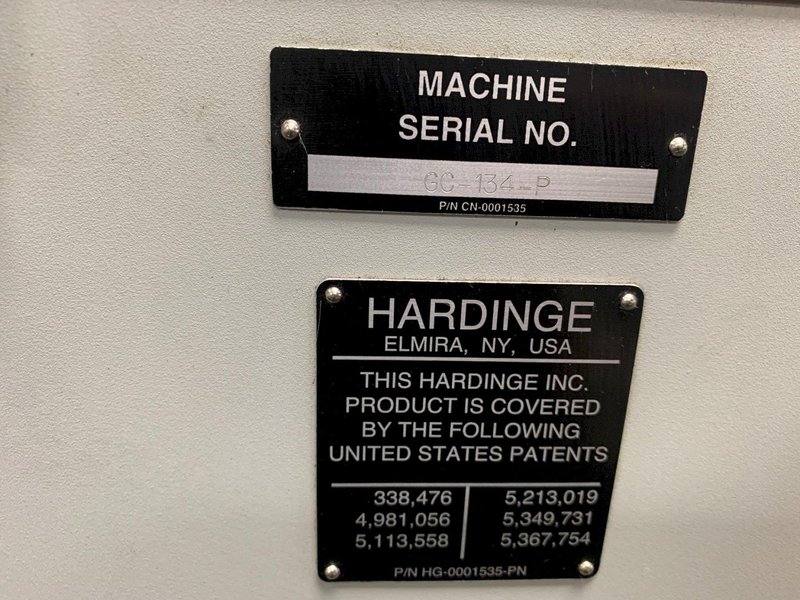 MACHINE
SERIAL NO.
GC-134-P
P/N CN-0001535
HARDINGE
ELMIRA, NY, USA
THIS HARDINGE INC.
PRODUCT IS COVERED
BY THE FOLLOWING
UNITED STATES PATENTS
338,476 5,213,019
4,981,056 5,349,731
5,113,558 5,367,754
P/N HG-0001535-PN